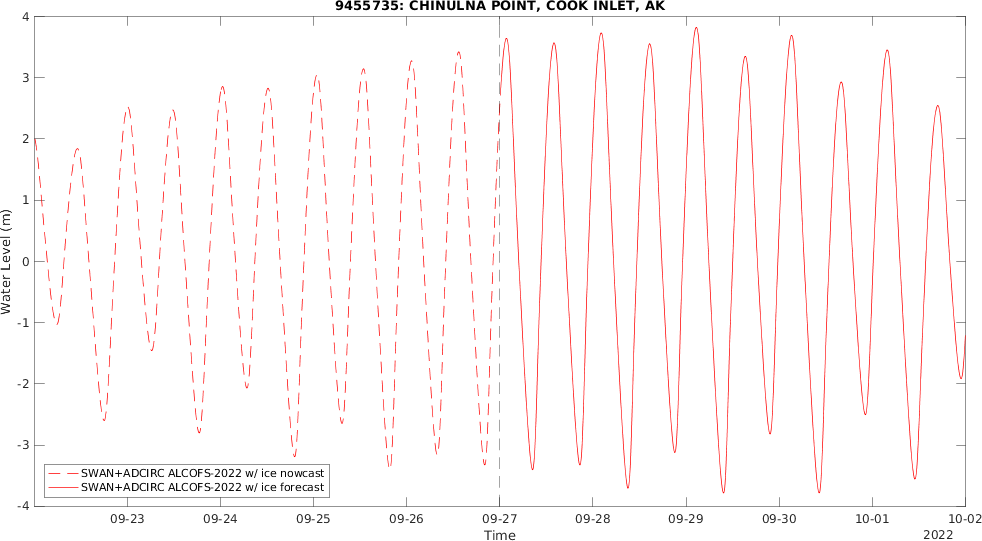 9455735: CHINULNA POINT, COOK INLET, AK
4
3
2
1
0
-1
-2
-3
-4
Water Level (m)
SWAN+ADCIRC ALCOFS-2022 w/ ice nowcast
SWAN+ADCIRC ALCOFS-2022 w/ ice forecast
09-23 09-24 09-25 09-26 09-27 09-28 09-29 09-30 10-01 10-02
Time
2022